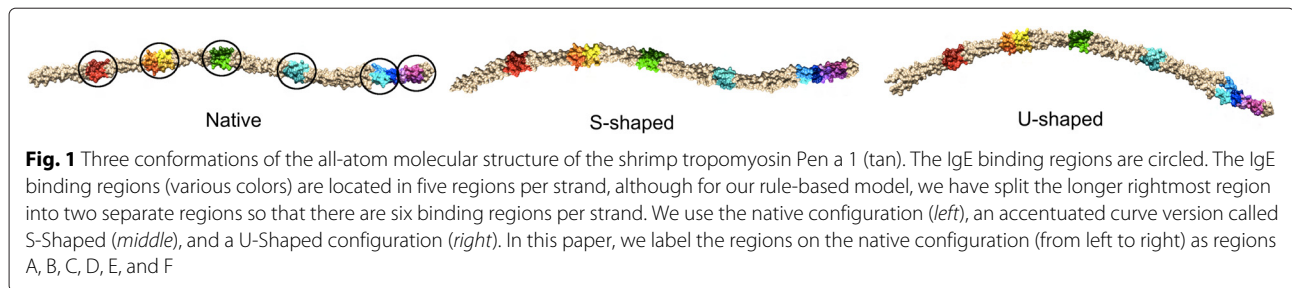 Native
S-shaped
U-shaped
Fig. 1 Three conformations of the all-atom molecular structure of the shrimp tropomyosin Pen a 1 (tan). The IgE binding regions are circled. The IgE
binding regions (various colors) are located in five regions per strand, although for our rule-based model, we have split the longer rightmost region
into two separate regions so that there are six binding regions per strand. We use the native configuration (left), an accentuated curve version called
S-Shaped (middle), and a U-Shaped configuration (right). In this paper, we label the regions on the native configuration (from left to right) as regions
A, B, C, D, E, and F